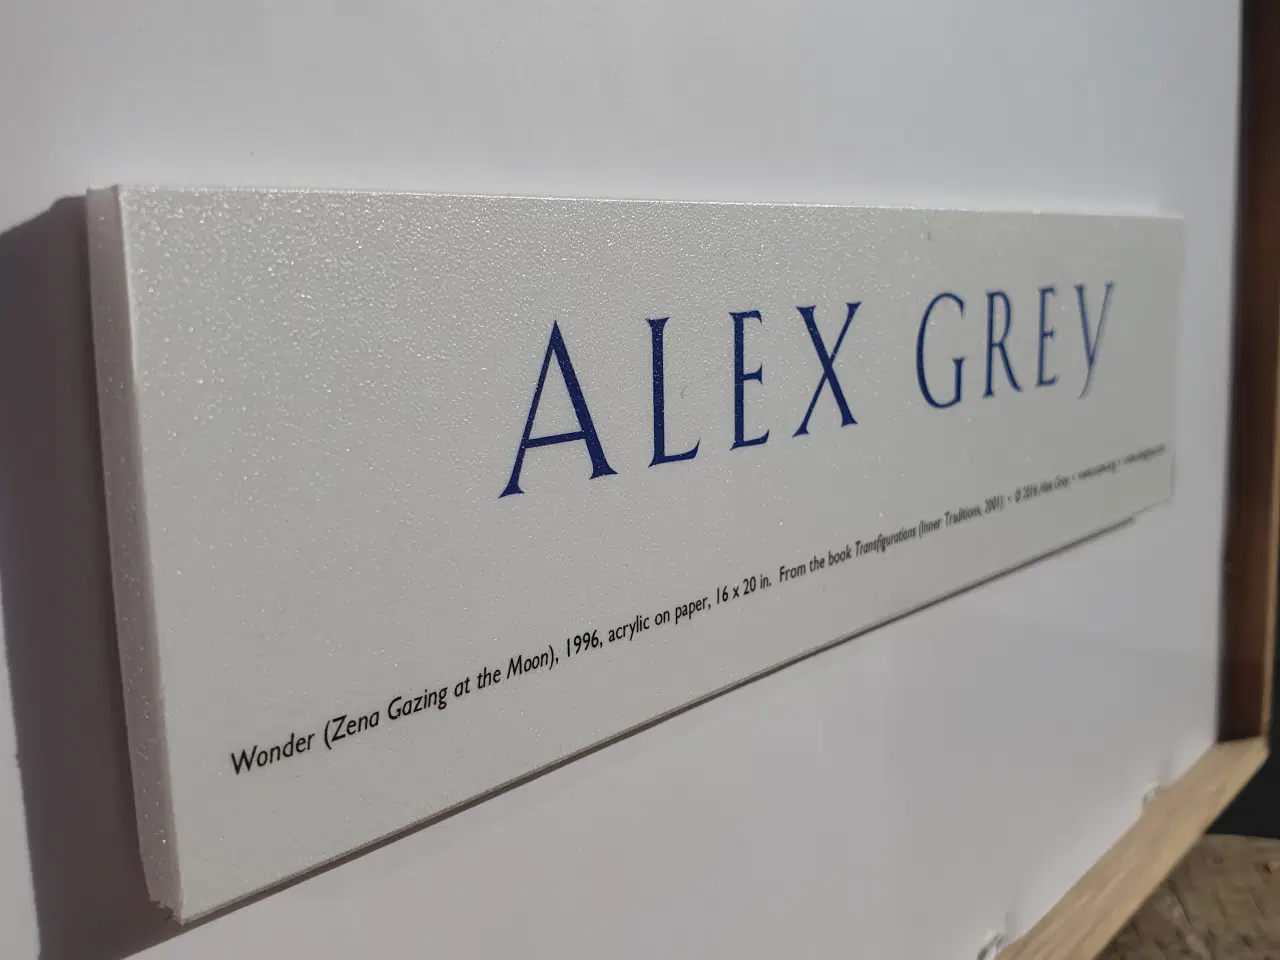 ALEX GREY
Wonder (Zena Gazing at the Moon), 1996, acrylic on paper, 16 x 20 in. From the book Transfigurations (Inner Traditions, 2001) • © 2016 Alex Grey •